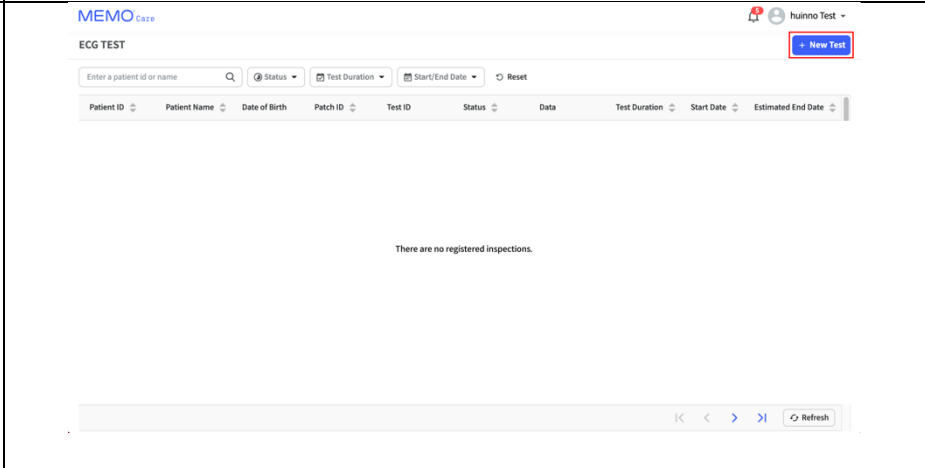 MEMO Care
5
huinno Test
ECG TEST
+ New Test
Enter a patient id or name
Status
Test Duration
Start/End Date
Reset
Patient ID Patient Name Date of Birth Patch ID Test ID Status Data Test Duration Start Date Estimated End Date
There are no registered inspections.
Refresh